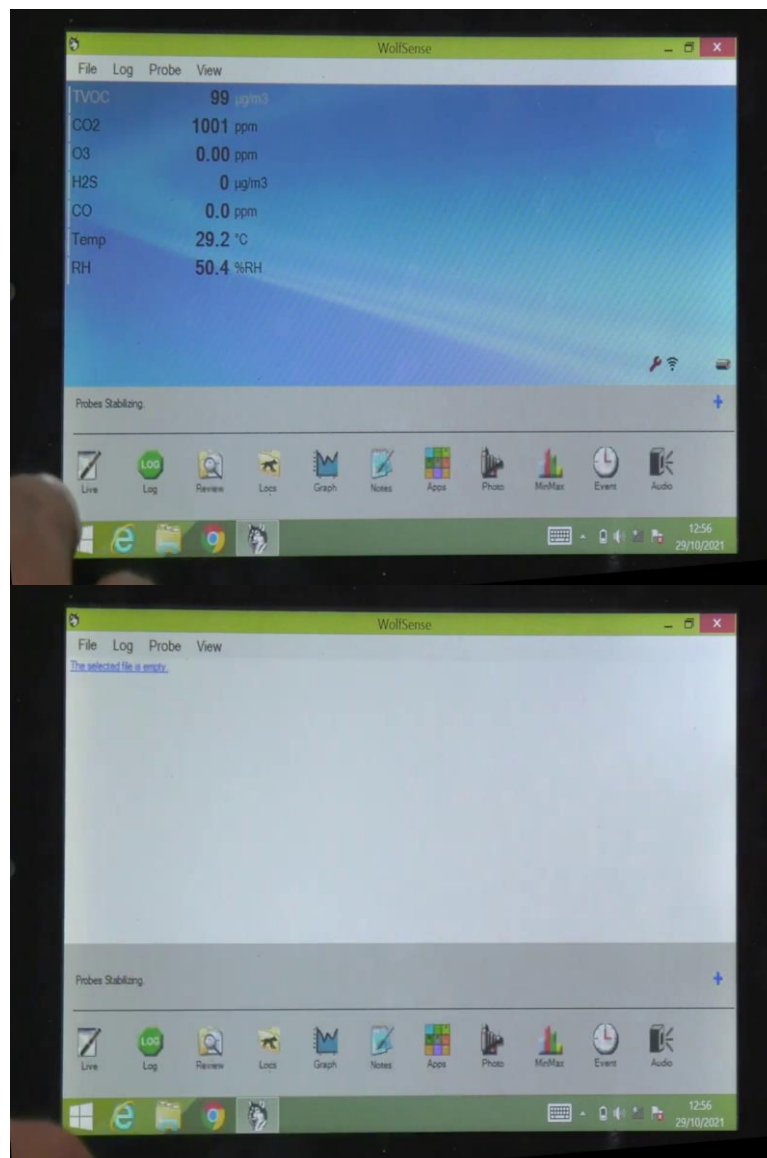 WolfSense
File Log Probe View
TVOC 99 µg/m3
CO2 1001 ppm
O3 0.00 ppm
H2S 0 µg/m3
CO 0.0 ppm
Temp 29.2 °C
RH 50.4 %RH
Probes Stabilizing.
LOG
Live Log Review Locs Graph Notes Apps Photo MinMax Event Audio
12:56
29/10/2021
WolfSense
File Log Probe View
The selected file is empty.
Probes Stabilizing.
LOG
Live Log Review Locs Graph Notes Apps Photo MinMax Event Audio
12:56
29/10/2021